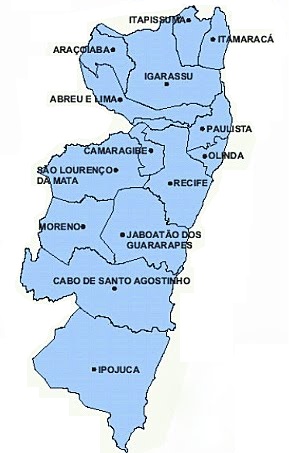 ITAPISSUMA
ITAMARACÁ
ARAÇOIABA
IGARASSU
ABREU E LIMA
PAULISTA
CAMARAGIBE
OLINDA
SÃO LOURENÇO
DA MATA
RECIFE
MORENO
JABOATÃO DOS
GUARARAPES
CABO DE SANTO AGOSTINHO
IPOJUCA